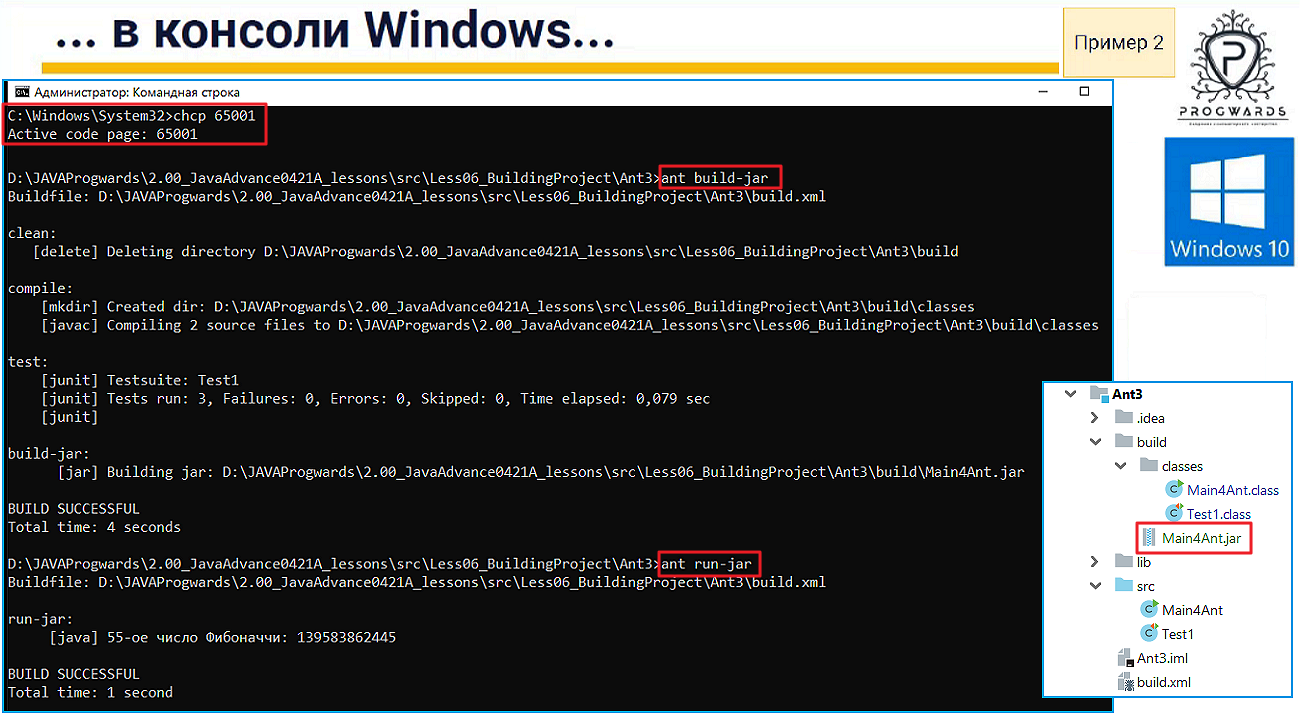 ... в консоли Windows...
Пример 2
PROGWARDS
Администратор: Командная строка
C:\Windows\System32>chcp 65001
Active code page: 65001
D:\JAVAProgwards\2.00_JavaAdvance0421A_lessons\src\Less06_BuildingProject\Ant3>ant build-jar
Buildfile: D:\JAVAProgwards\2.00_JavaAdvance0421A_lessons\src\Less06_BuildingProject\Ant3\build.xml
clean:
[delete] Deleting directory D:\JAVAProgwards\2.00_JavaAdvance0421A_lessons\src\Less06_BuildingProject\Ant3\build
compile:
[mkdir] Created dir: D:\JAVAProgwards\2.00_JavaAdvance0421A_lessons\src\Less06_BuildingProject\Ant3\build\classes
[javac] Compiling 2 source files to D:\JAVAProgwards\2.00_JavaAdvance0421A_lessons\src\Less06_BuildingProject\Ant3\build\classes
test:
[junit] Testsuite: Test1
[junit] Tests run: 3, Failures: 0, Errors: 0, Skipped: 0, Time elapsed: 0,079 sec
[junit]
build-jar:
[jar] Building jar: D:\JAVAProgwards\2.00_JavaAdvance0421A_lessons\src\Less06_BuildingProject\Ant3\build\Main4Ant.jar
BUILD SUCCESSFUL
Total time: 4 seconds
D:\JAVAProgwards\2.00_JavaAdvance0421A_lessons\src\Less06_BuildingProject\Ant3>ant run-jar
Buildfile: D:\JAVAProgwards\2.00_JavaAdvance0421A_lessons\src\Less06_BuildingProject\Ant3\build.xml
run-jar:
[java] 55-ое число Фибоначчи: 139583862445
BUILD SUCCESSFUL
Total time: 1 second
Windows 10
Ant3
.idea
build
classes
Main4Ant.class
Test1.class
Main4Ant.jar
lib
src
Main4Ant
Test1
Ant3.iml
build.xml